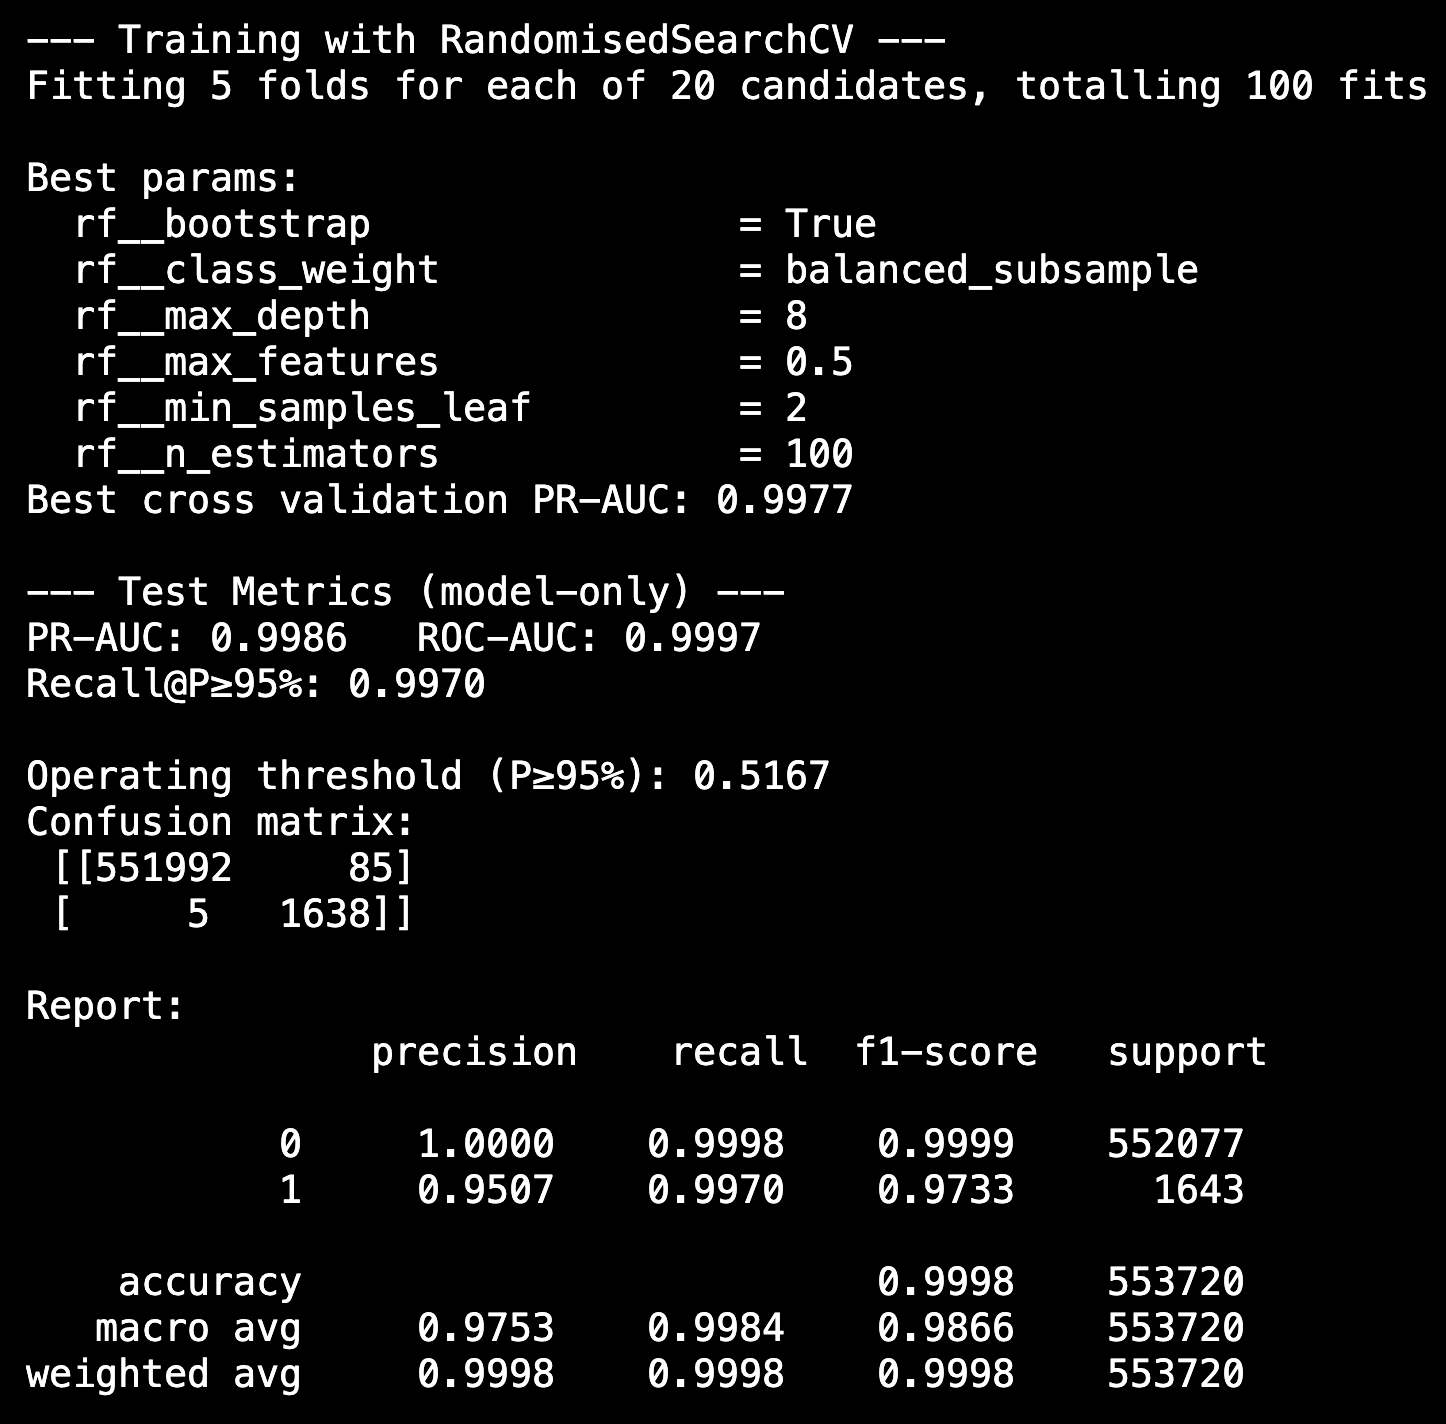 --- Training with RandomisedSearchCV ---
Fitting 5 folds for each of 20 candidates, totalling 100 fits
Best params:
rf__bootstrap = True
rf__class_weight = balanced_subsample
rf__max_depth = 8
rf__max_features = 0.5
rf__min_samples_leaf = 2
rf__n_estimators = 100
Best cross validation PR-AUC: 0.9977
--- Test Metrics (model-only) ---
PR-AUC: 0.9986 ROC-AUC: 0.9997
Recall@P≥95%: 0.9970
Operating threshold (P≥95%): 0.5167
Confusion matrix:
[[551992 85]
[ 5 1638]]
Report:
precision recall f1-score support
0 1.0000 0.9998 0.9999 552077
1 0.9507 0.9970 0.9733 1643
accuracy 0.9998 553720
macro avg 0.9753 0.9984 0.9866 553720
weighted avg 0.9998 0.9998 0.9998 553720